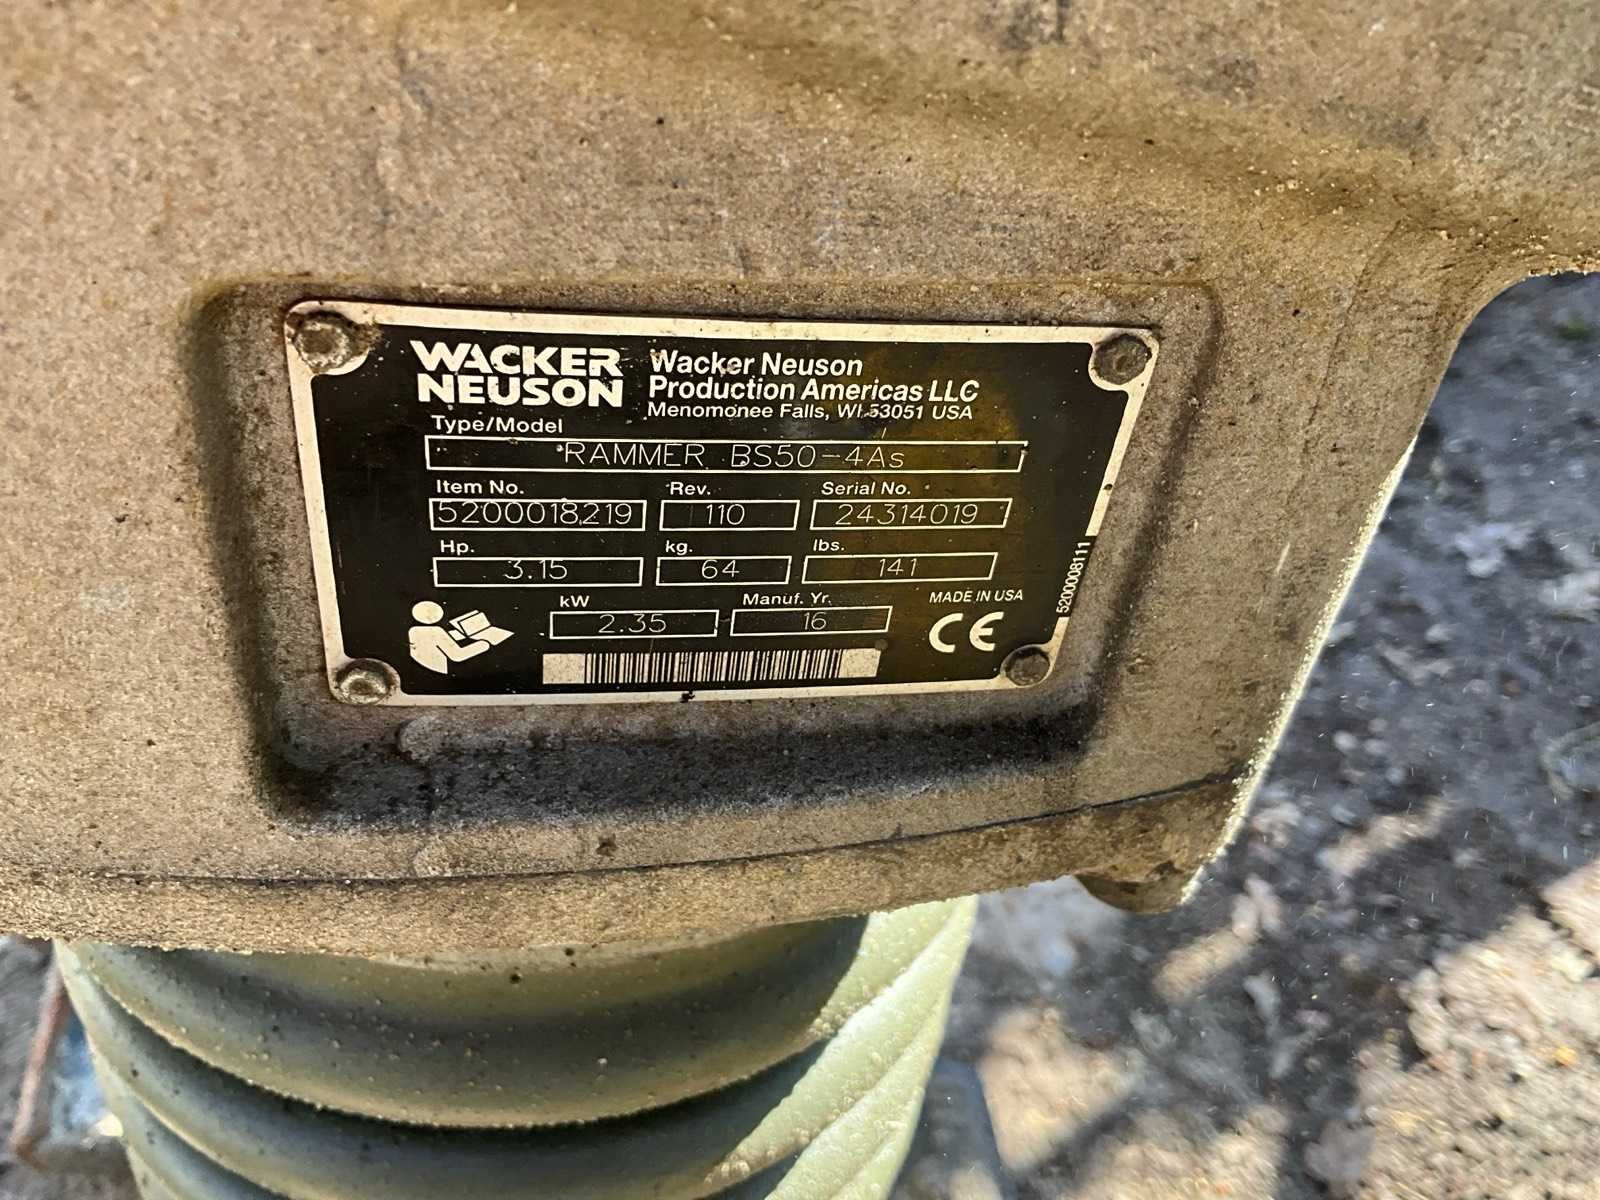 WACKER
NEUSON
Wacker Neuson
Production Americas LLC
Menomonee Falls, WI 53051 USA
Type/Model
RAMMER BS50-4As
Item No. Rev. Serial No.
5200018219 110 24314019
Hp. kg. lbs.
3.15 64 141
kW Manuf. Yr. MADE IN USA
2.35 16 CE
5200008111